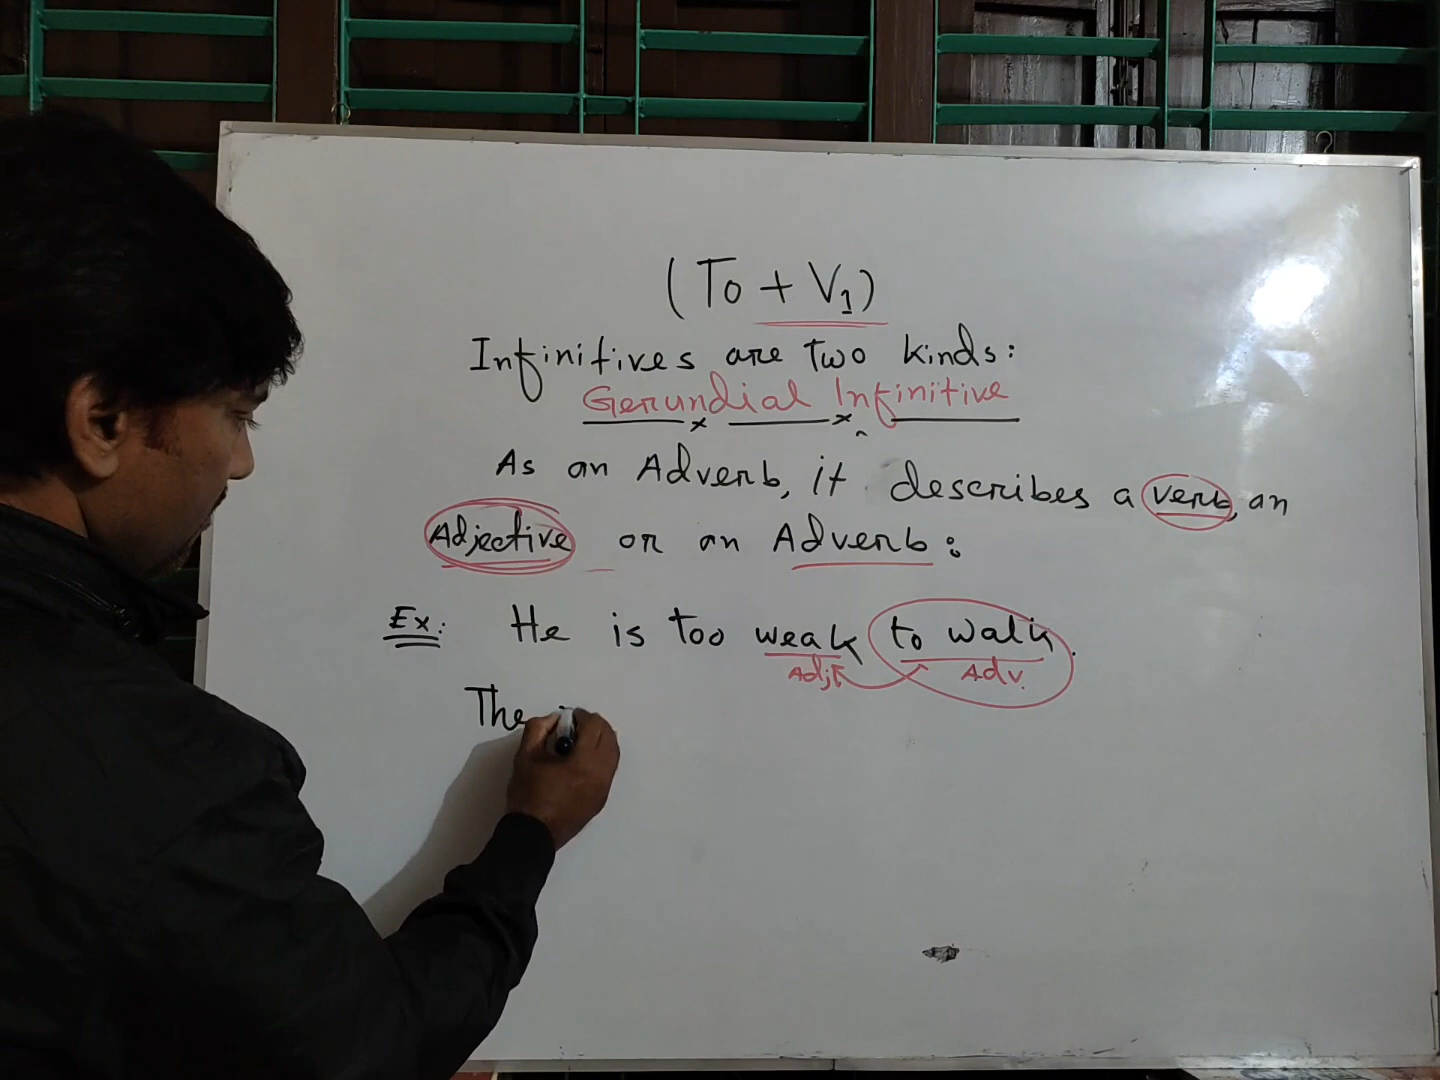 (To + V1)
Infinitives are two kinds:
Gerundial Infinitive
As an Adverb, it describes a verb, an
Adjective or an Adverb:
Ex: He is too weak to walk.
Adj. Adv.
The